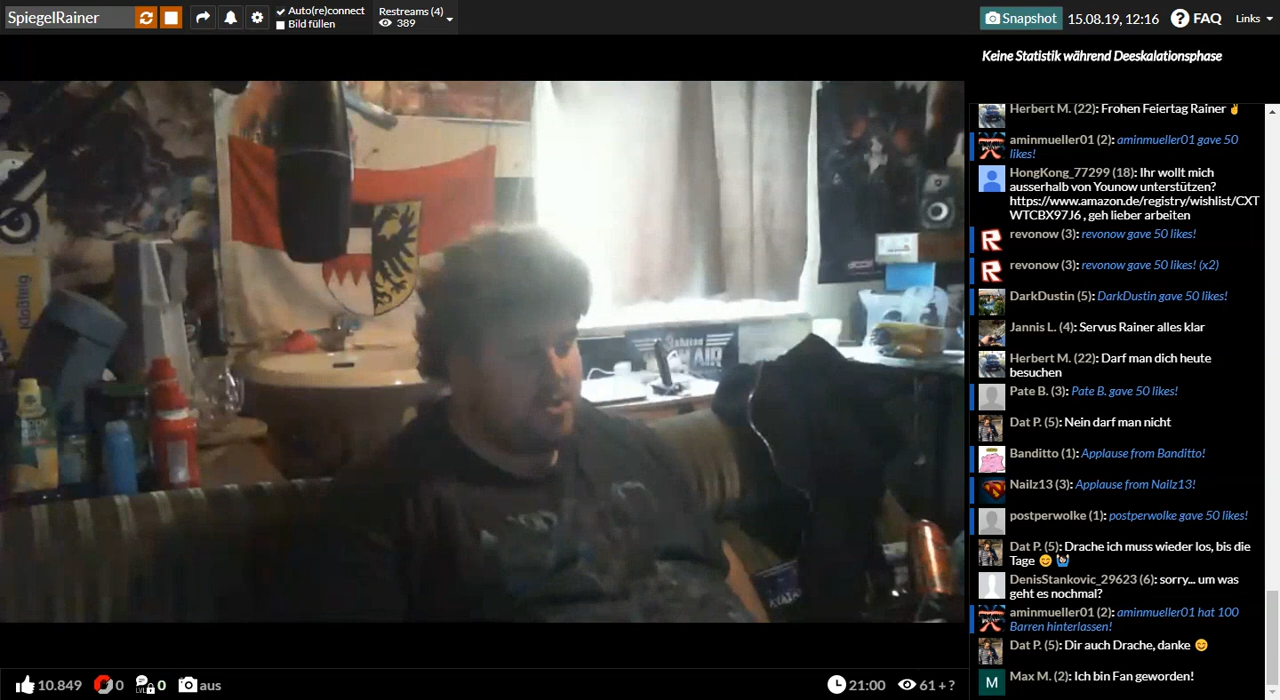 SpiegelRainer
Auto(re)connect
Bild füllen
Restreams (4)
389
Snapshot
15.08.19, 12:16
FAQ
Links
Keine Statistik während Deeskalationsphase
Herbert M. (22): Frohen Feiertag Rainer ✌
aminmueller01 (2): aminmueller01 gave 50
likes!
HongKong_77299 (18): Ihr wollt mich
ausserhalb von Younow unterstützen?
https://www.amazon.de/registry/wishlist/CXT
WTCBX97J6 , geh lieber arbeiten
revonow (3): revonow gave 50 likes!
revonow (3): revonow gave 50 likes! (x2)
DarkDustin (5): DarkDustin gave 50 likes!
Jannis L. (4): Servus Rainer alles klar
Herbert M. (22): Darf man dich heute
besuchen
Pate B. (3): Pate B. gave 50 likes!
Dat P. (5): Nein darf man nicht
Banditto (1): Applause from Banditto!
Nailz13 (3): Applause from Nailz13!
postperwolke (1): postperwolke gave 50 likes!
Dat P. (5): Drache ich muss wieder los, bis die
Tage 😊 🙋
DenisStankovic_29623 (6): sorry... um was
geht es nochmal?
aminmueller01 (2): aminmueller01 hat 100
Barren hinterlassen!
Dat P. (5): Dir auch Drache, danke 😊
M
Max M. (2): Ich bin Fan geworden!
10.849
0
LVL
0
aus
21:00
61 + ?